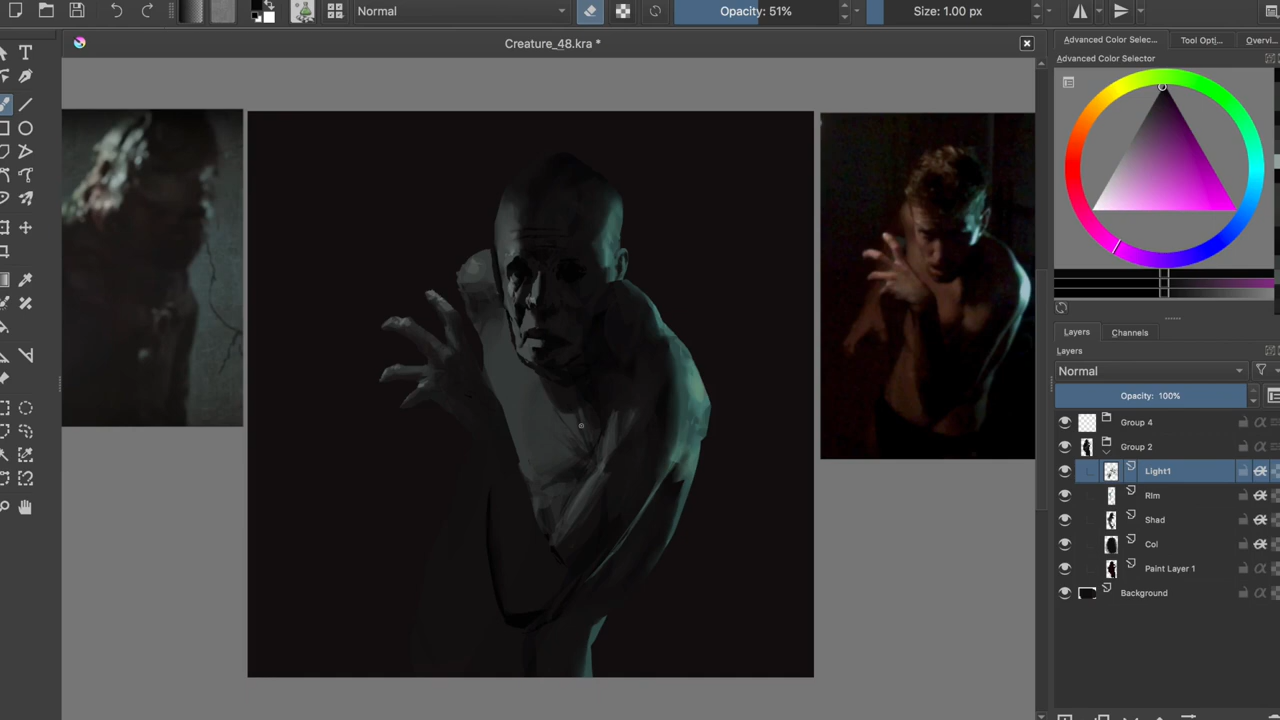 Normal
Opacity: 51%
Size: 1.00 px
Creature_48.kra *
Advanced Color Selec...
Tool Opti...
Overvi...
Advanced Color Selector
Layers
Channels
Layers
Normal
Opacity: 100%
Group 4
Group 2
Light1
RIm
Shad
Col
Paint Layer 1
Background